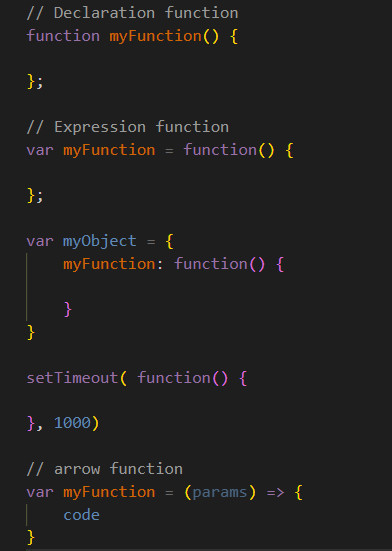 // Declaration function
function myFunction() {
};
// Expression function
var myFunction = function() {
};
var myObject = {
    myFunction: function() {
    }
}
setTimeout( function() {
}, 1000)
// arrow function
var myFunction = (params) => {
    code
}